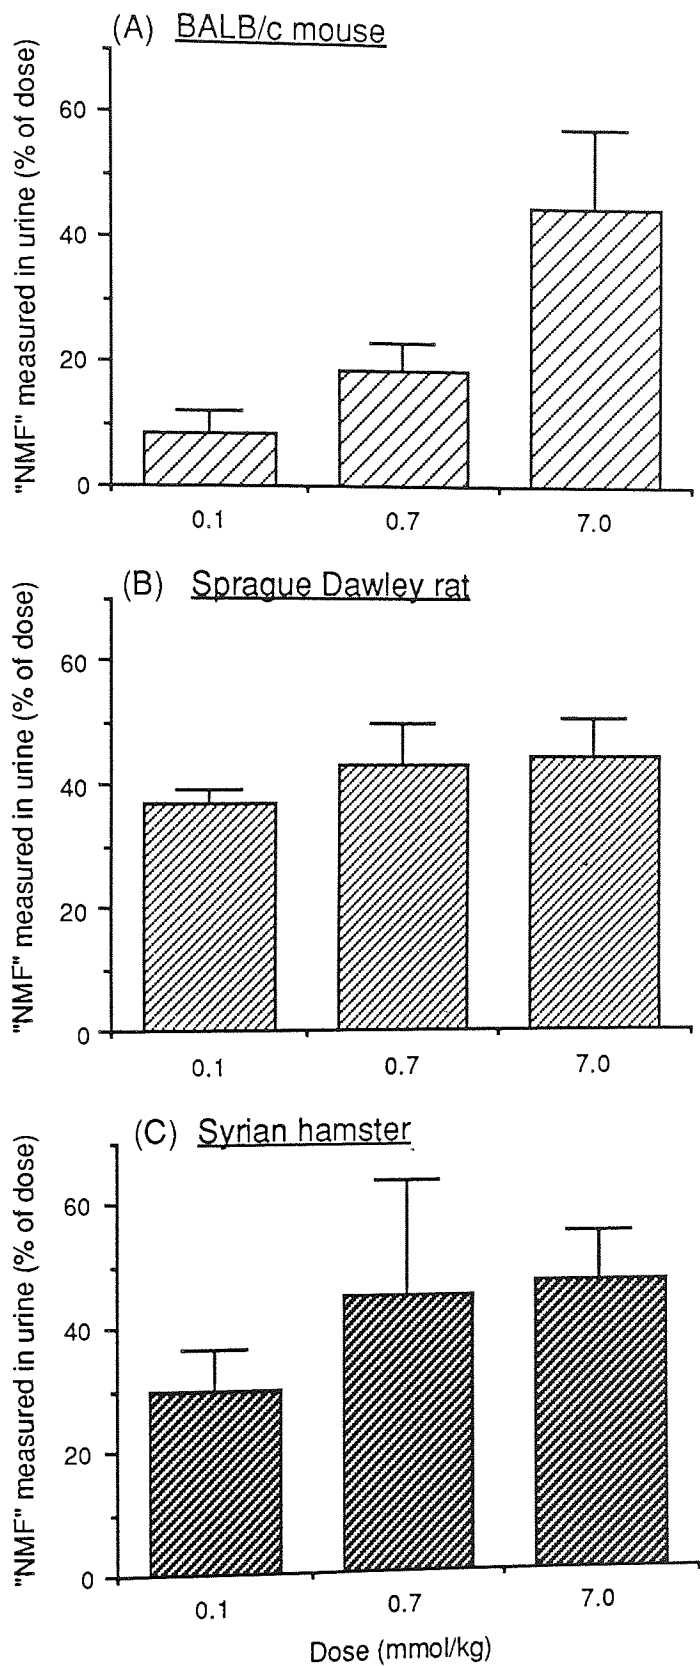 (A) BALB/c mouse
"NMF" measured in urine (% of dose)
60
40
20
0
0.1 0.7 7.0
(B) Sprague Dawley rat
"NMF" measured in urine (% of dose)
60
40
20
0
0.1 0.7 7.0
(C) Syrian hamster
"NMF" measured in urine (% of dose)
60
40
20
0
0.1 0.7 7.0
Dose (mmol/kg)